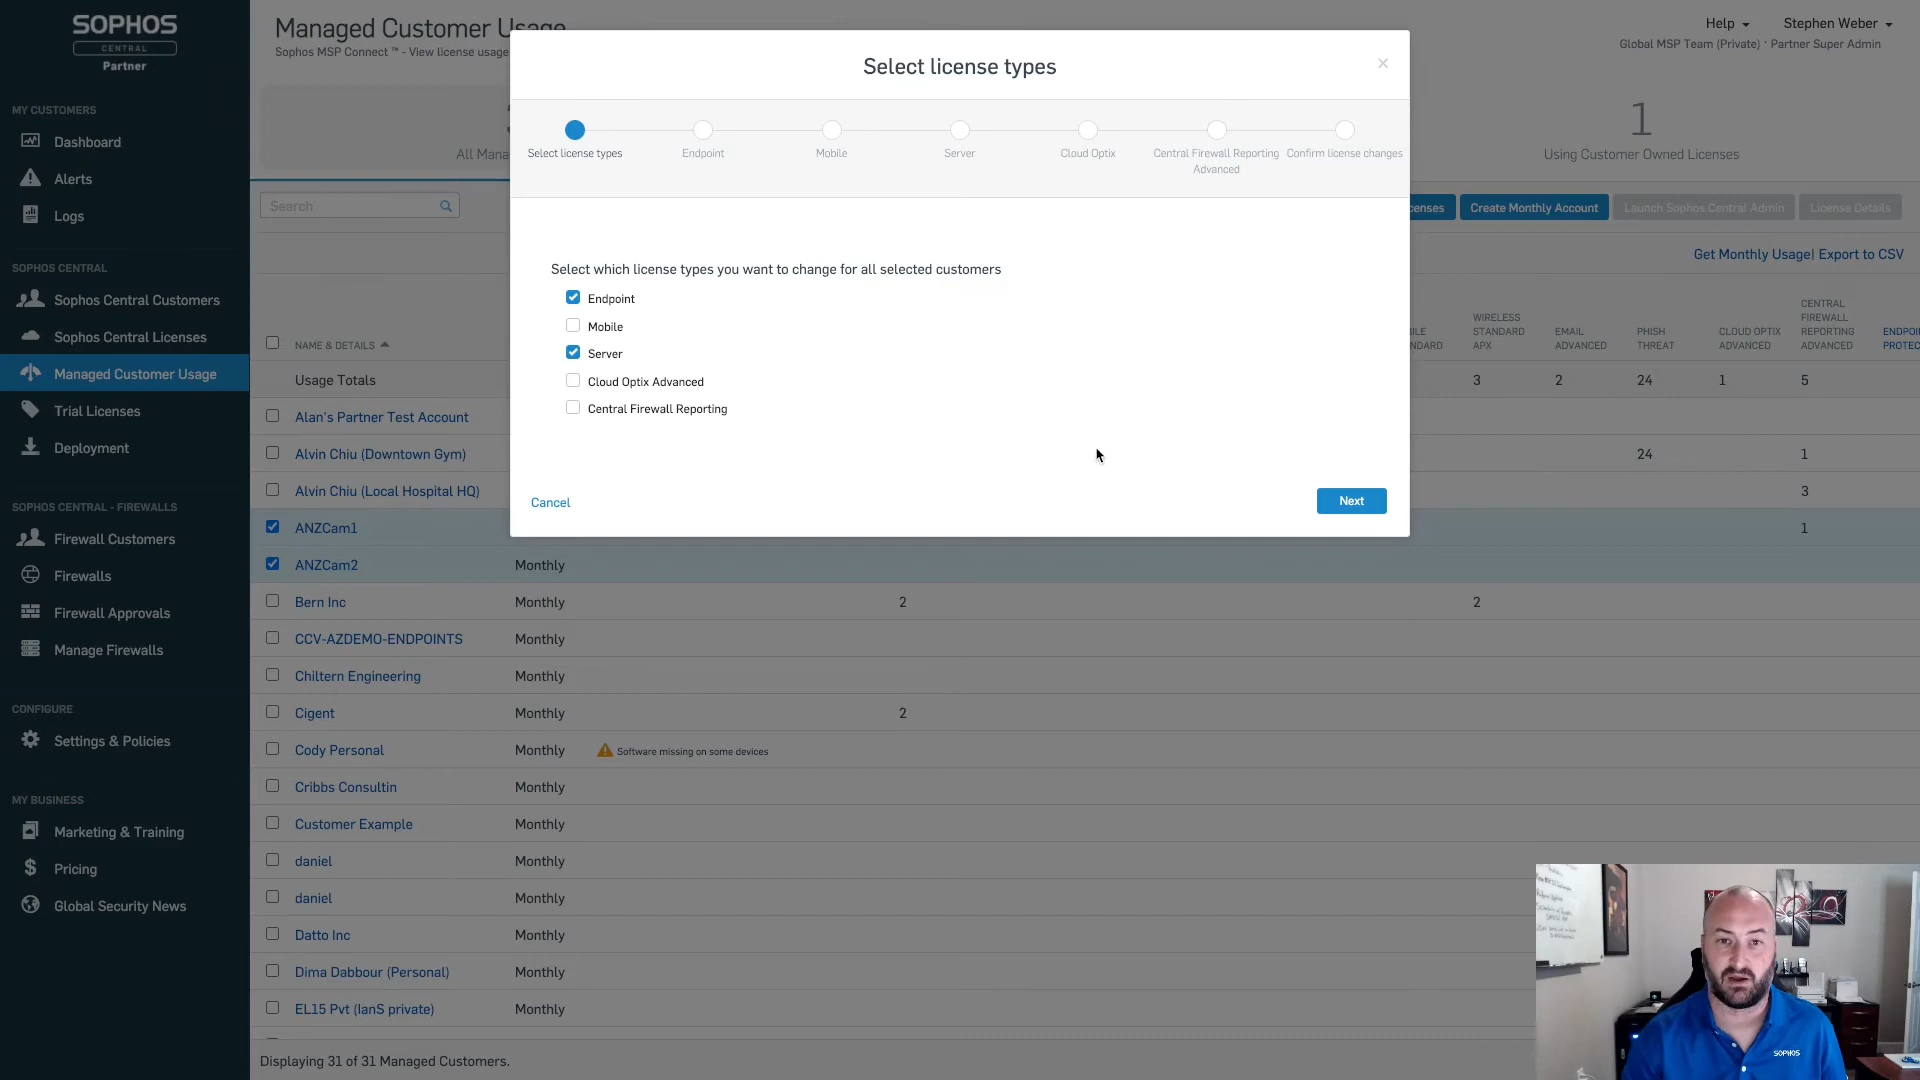 SOPHOS
CENTRAL
Partner
MY CUSTOMERS
Dashboard
Alerts
Logs
SOPHOS CENTRAL
Sophos Central Customers
Sophos Central Licenses
Managed Customer Usage
Trial Licenses
Deployment
SOPHOS CENTRAL - FIREWALLS
Firewall Customers
Firewalls
Firewall Approvals
Manage Firewalls
CONFIGURE
Settings & Policies
MY BUSINESS
Marketing & Training
Pricing
Global Security News
Managed Customer Usage
Sophos MSP Connect ™ - View license usage
Help
Stephen Weber
Global MSP Team (Private) · Partner Super Admin
All Mana
1
Using Customer Owned Licenses
Search
censes
Create Monthly Account
Launch Sophos Central Admin
License Details
Get Monthly Usage| Export to CSV
Select license types
×
Select license types
Endpoint
Mobile
Server
Cloud Optix
Central Firewall Reporting Advanced
Confirm license changes
Select which license types you want to change for all selected customers
Endpoint
Mobile
Server
Cloud Optix Advanced
Central Firewall Reporting
Cancel
Next
NAME & DETAILS
ILE NDARD
WIRELESS STANDARD APX
EMAIL ADVANCED
PHISH THREAT
CLOUD OPTIX ADVANCED
CENTRAL FIREWALL REPORTING ADVANCED
ENDPOI PROTEC
Usage Totals 3 2 24 1 5
Alan's Partner Test Account
Alvin Chiu (Downtown Gym) 24 1
Alvin Chiu (Local Hospital HQ) 3
ANZCam1 1
ANZCam2 Monthly
Bern Inc Monthly 2 2
CCV-AZDEMO-ENDPOINTS Monthly
Chiltern Engineering Monthly
Cigent Monthly 2
Cody Personal Monthly Software missing on some devices
Cribbs Consultin Monthly
Customer Example Monthly
daniel Monthly
daniel Monthly
Datto Inc Monthly
Dima Dabbour (Personal) Monthly
EL15 Pvt (IanS private) Monthly
Displaying 31 of 31 Managed Customers.
SOPHOS